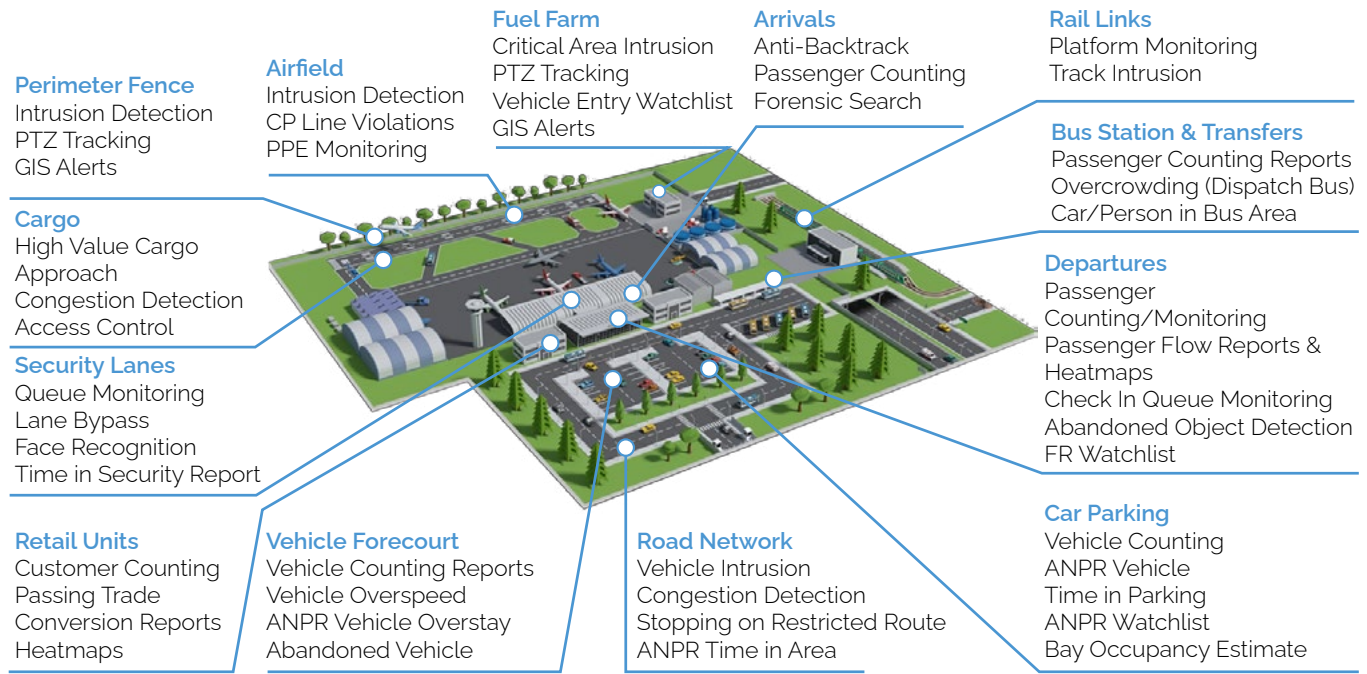 Perimeter Fence
Intrusion Detection
PTZ Tracking
GIS Alerts
Airfield
Intrusion Detection
CP Line Violations
PPE Monitoring
Fuel Farm
Critical Area Intrusion
PTZ Tracking
Vehicle Entry Watchlist
GIS Alerts
Arrivals
Anti-Backtrack
Passenger Counting
Forensic Search
Rail Links
Platform Monitoring
Track Intrusion
Bus Station & Transfers
Passenger Counting Reports
Overcrowding (Dispatch Bus)
Car/Person in Bus Area
Cargo
High Value Cargo
Approach
Congestion Detection
Access Control
Departures
Passenger
Counting/Monitoring
Passenger Flow Reports &
Heatmaps
Check In Queue Monitoring
Abandoned Object Detection
FR Watchlist
Security Lanes
Queue Monitoring
Lane Bypass
Face Recognition
Time in Security Report
Retail Units
Customer Counting
Passing Trade
Conversion Reports
Heatmaps
Vehicle Forecourt
Vehicle Counting Reports
Vehicle Overspeed
ANPR Vehicle Overstay
Abandoned Vehicle
Road Network
Vehicle Intrusion
Congestion Detection
Stopping on Restricted Route
ANPR Time in Area
Car Parking
Vehicle Counting
ANPR Vehicle
Time in Parking
ANPR Watchlist
Bay Occupancy Estimate